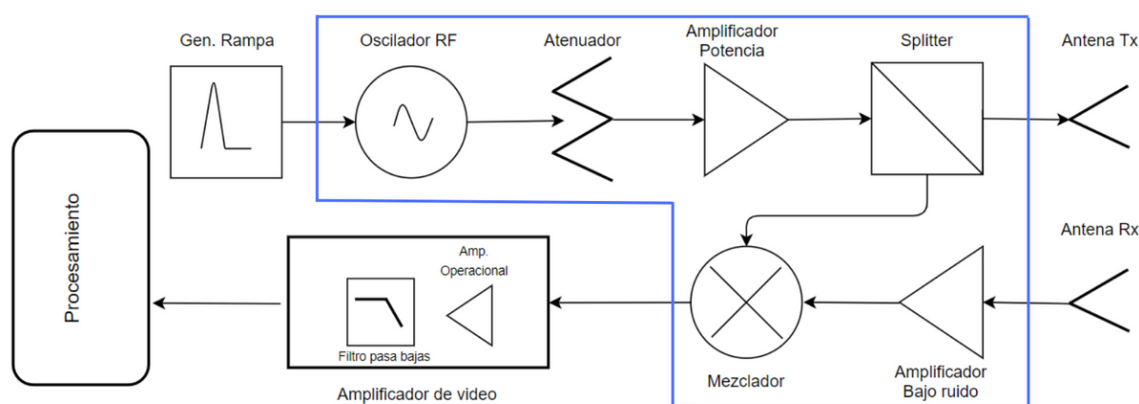 Gen. Rampa
Oscilador RF
Atenuador
Amplificador
Potencia
Splitter
Antena Tx
Procesamiento
Amp.
Operacional
Filtro pasa bajas
Amplificador de video
Mezclador
Amplificador
Bajo ruido
Antena Rx